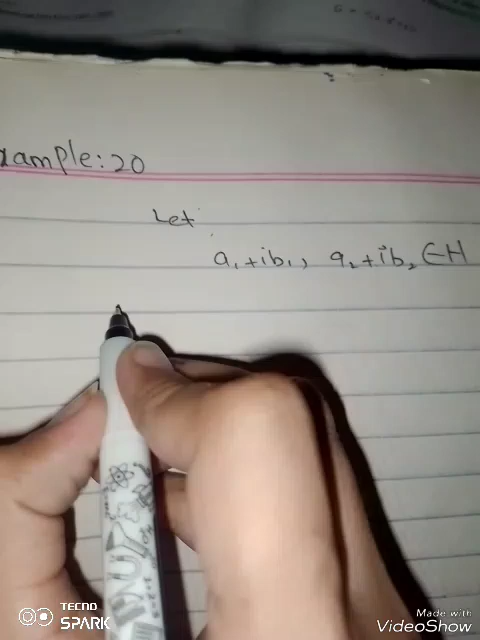 xample:20
Let
a₁+ib₁, a₂+ib₂ ∈ H
TECNO
SPARK
Made with
VideoShow